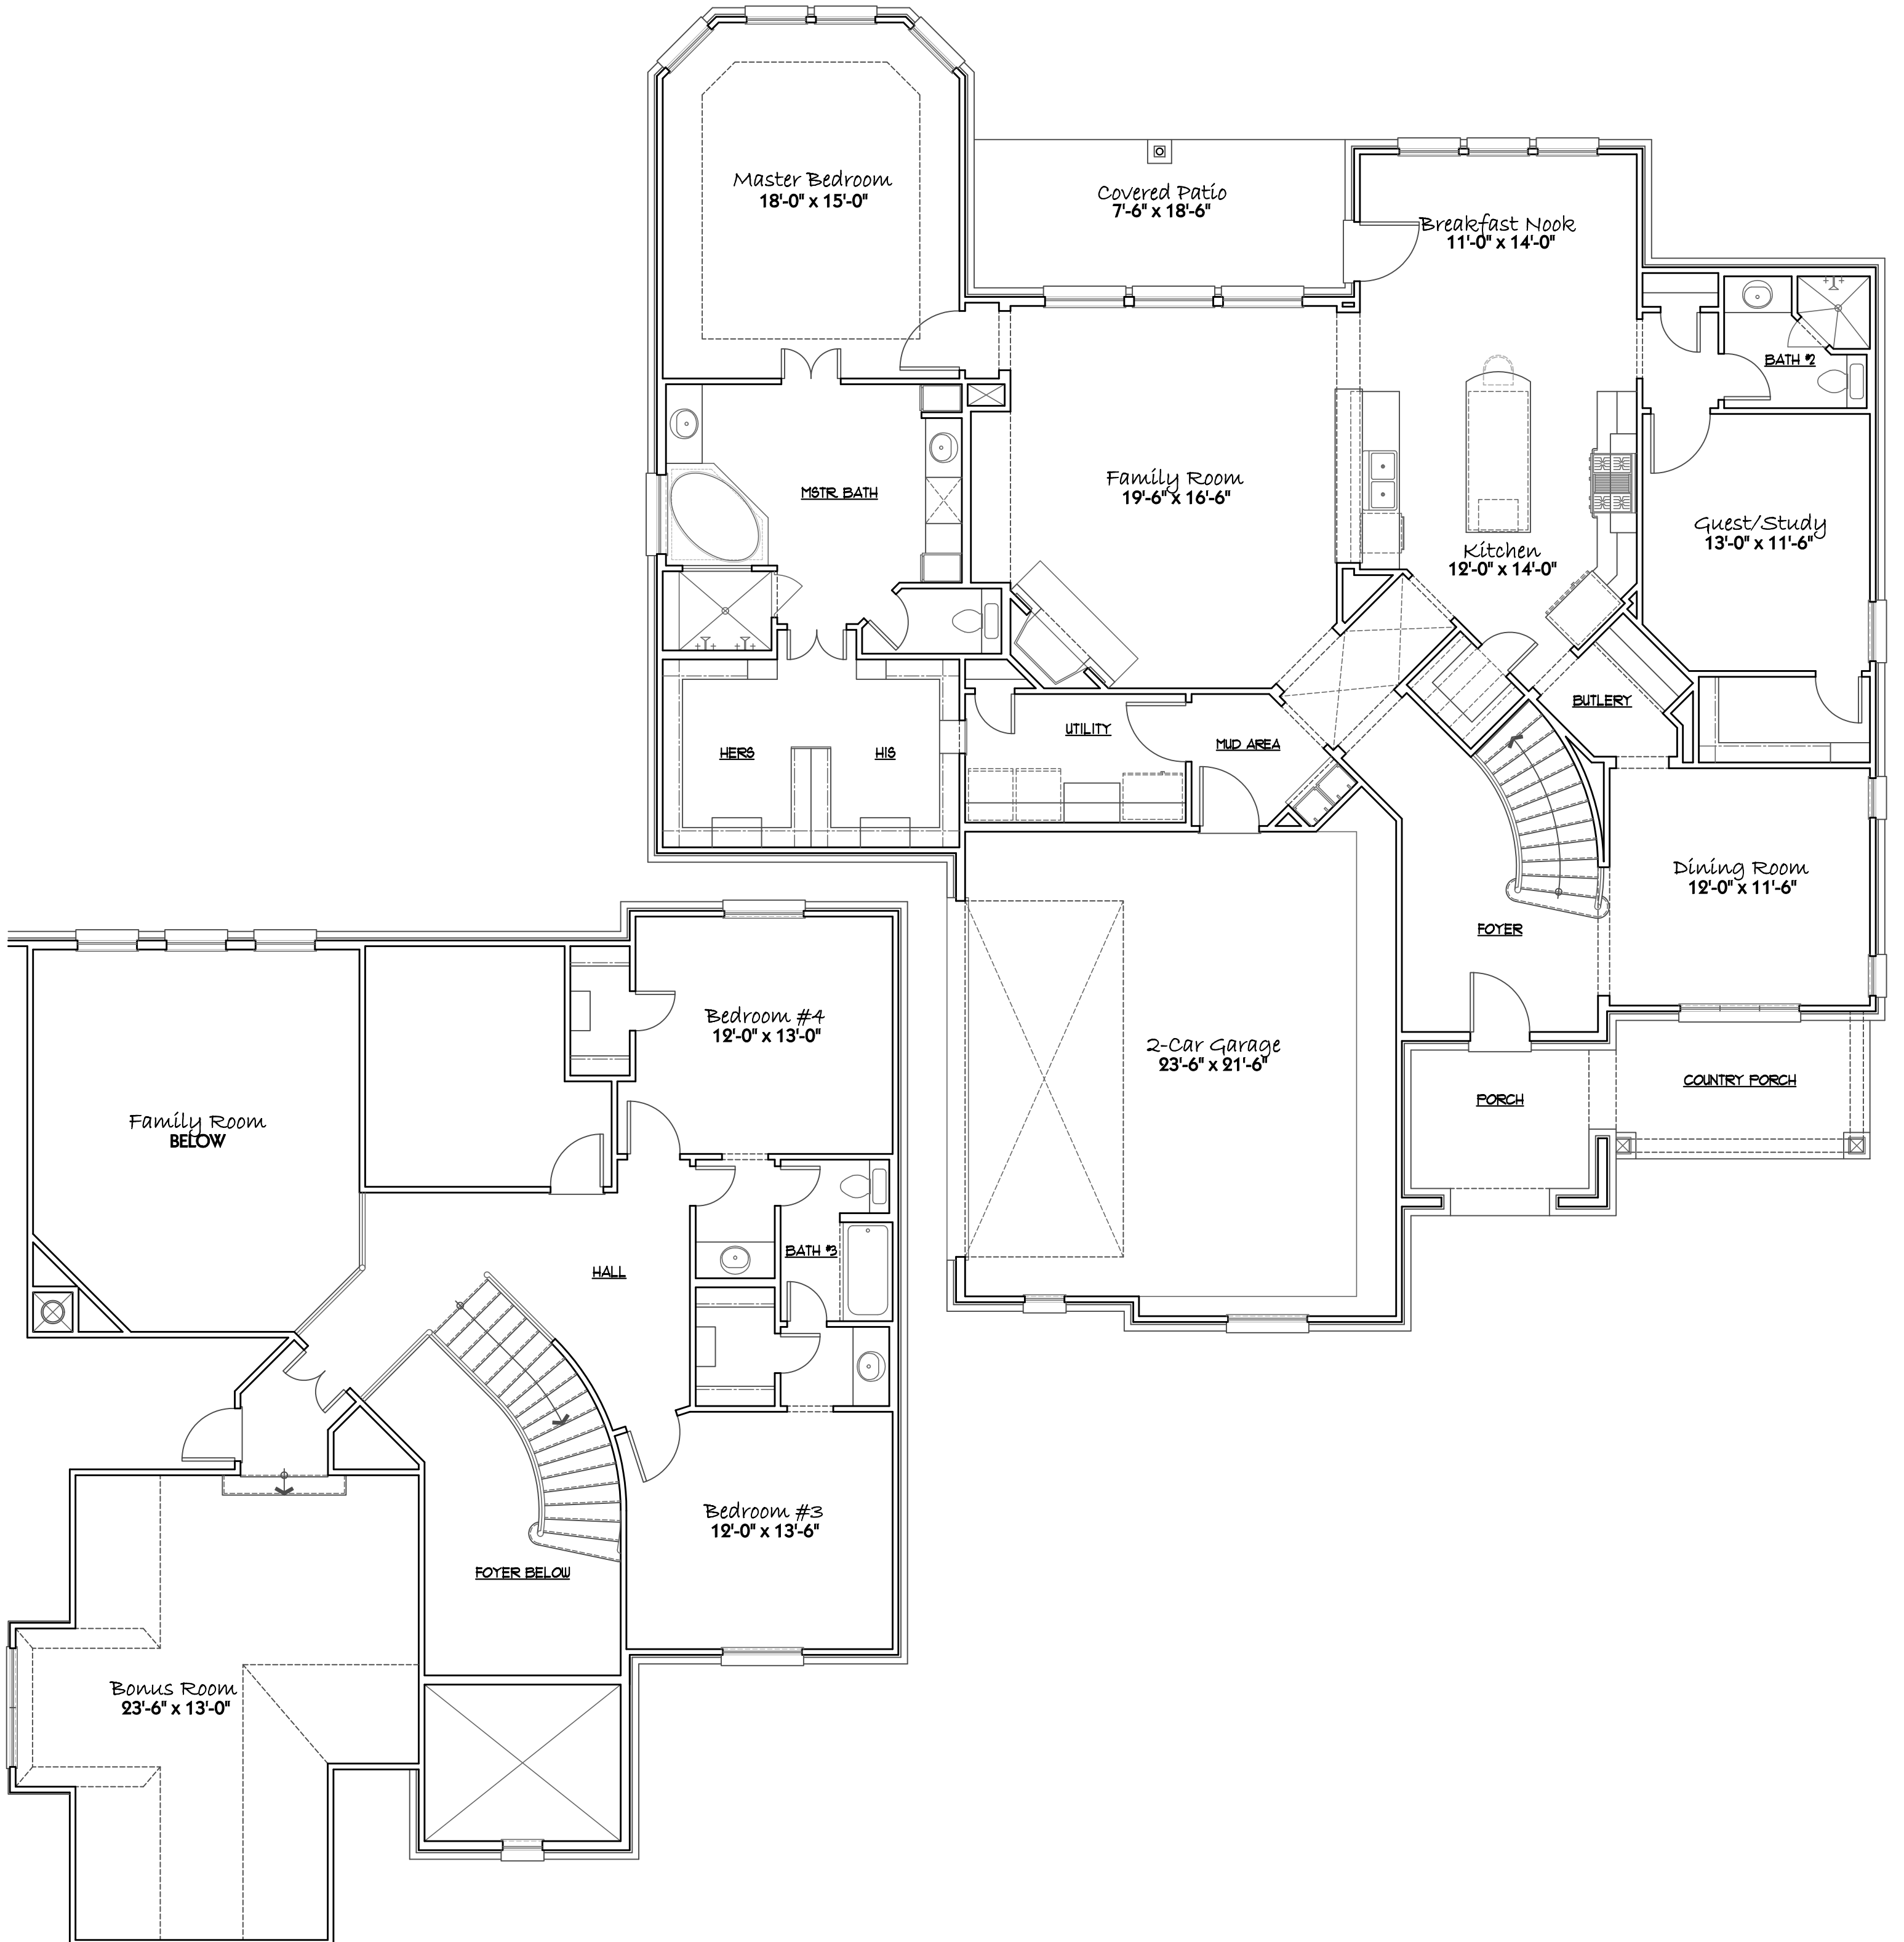 Master Bedroom
18'-0" x 15'-0"
Covered Patio
7'-6" x 18'-6"
Breakfast Nook
11'-0" x 14'-0"
BATH #2
MSTR. BATH
Family Room
19'-6" x 16'-6"
Kitchen
12'-0" x 14'-0"
Guest/Study
13'-0" x 11'-6"
HERS
HIS
UTILITY
MUD AREA
BUTLERY
Dining Room
12'-0" x 11'-6"
FOYER
2-Car Garage
23'-6" x 21'-6"
PORCH
COUNTRY PORCH
Bedroom #4
12'-0" x 13'-0"
Family Room
BELOW
BATH #3
HALL
Bedroom #3
12'-0" x 13'-6"
FOYER BELOW
Bonus Room
23'-6" x 13'-0"